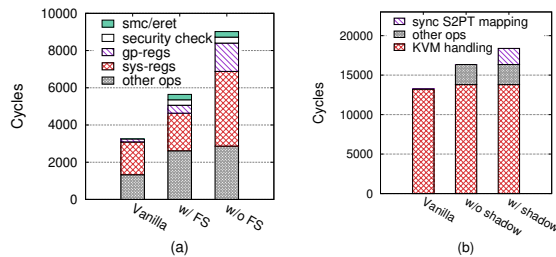 smc/eret
security check
gp-regs
sys-regs
other ops
10000
8000
6000
4000
2000
0
Cycles
Vanilla
w/ FS
w/o FS
(a)
sync S2PT mapping
other ops
KVM handling
20000
15000
10000
5000
0
Cycles
Vanilla
w/o shadow
w/ shadow
(b)